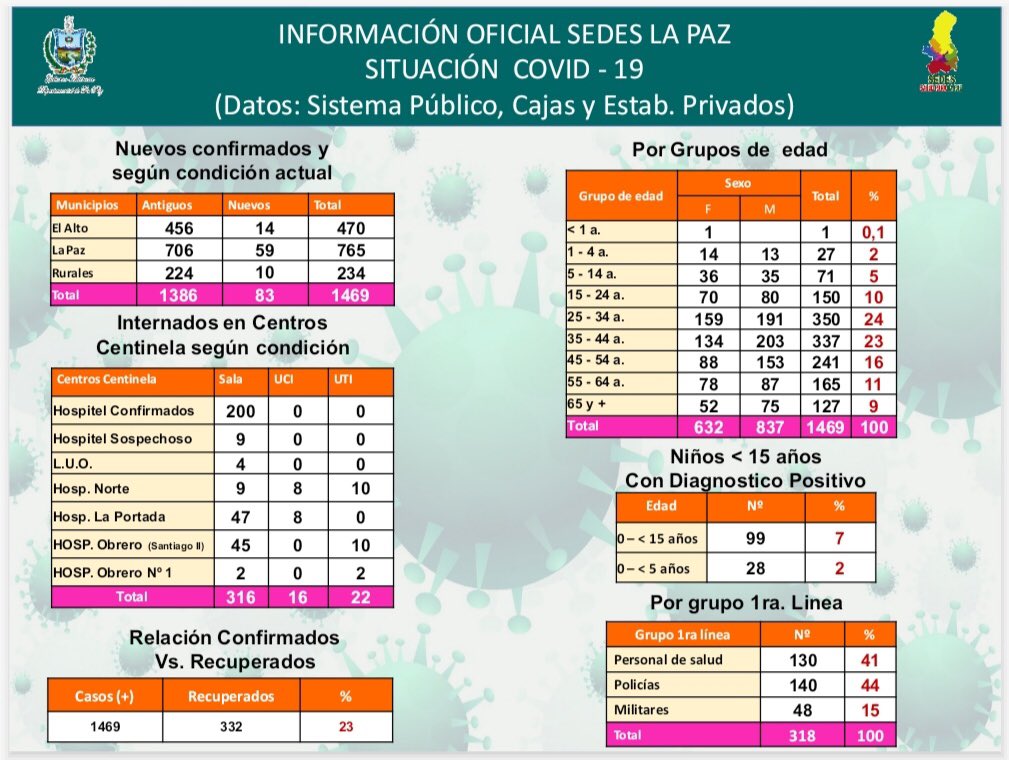 INFORMACIÓN OFICIAL SEDES LA PAZ
SITUACIÓN COVID - 19
(Datos: Sistema Público, Cajas y Estab. Privados)
SEDES
Nuevos confirmados y
según condición actual
Municipios Antiguos Nuevos Total
El Alto 456 14 470
La Paz 706 59 765
Rurales 224 10 234
Total 1386 83 1469
Internados en Centros
Centinela según condición
Centros Centinela Sala UCI UTI
Hospitel Confirmados 200 0 0
Hospitel Sospechoso 9 0 0
L.U.O. 4 0 0
Hosp. Norte 9 8 10
Hosp. La Portada 47 8 0
HOSP. Obrero (Santiago II) 45 0 10
HOSP. Obrero Nº 1 2 0 2
Total 316 16 22
Relación Confirmados
Vs. Recuperados
Casos (+) Recuperados %
1469 332 23
Por Grupos de edad
Grupo de edad Sexo Total %
F M
< 1 a. 1 1 0,1
1 - 4 a. 14 13 27 2
5 - 14 a. 36 35 71 5
15 - 24 a. 70 80 150 10
25 - 34 a. 159 191 350 24
35 - 44 a. 134 203 337 23
45 - 54 a. 88 153 241 16
55 - 64 a. 78 87 165 11
65 y + 52 75 127 9
Total 632 837 1469 100
Niños < 15 años
Con Diagnostico Positivo
Edad Nº %
0 – < 15 años 99 7
0 – < 5 años 28 2
Por grupo 1ra. Linea
Grupo 1ra línea Nº %
Personal de salud 130 41
Policías 140 44
Militares 48 15
Total 318 100